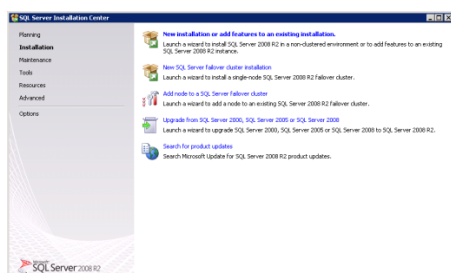 SQL Server Installation Center
Planning
Installation
Maintenance
Tools
Resources
Advanced
Options
New installation or add features to an existing installation.
Launch a wizard to install SQL Server 2008 R2 in a non-clustered environment or to add features to an existing
SQL Server 2008 R2 instance.
New SQL Server failover cluster installation
Launch a wizard to install a single-node SQL Server 2008 R2 failover cluster.
Add node to a SQL Server failover cluster
Launch a wizard to add a node to an existing SQL Server 2008 R2 failover cluster.
Upgrade from SQL Server 2000, SQL Server 2005 or SQL Server 2008
Launch a wizard to upgrade SQL Server 2000, SQL Server 2005 or SQL Server 2008 to SQL Server 2008 R2.
Search for product updates
Search Microsoft Update for SQL Server 2008 R2 product updates.
Microsoft
SQL Server 2008 R2